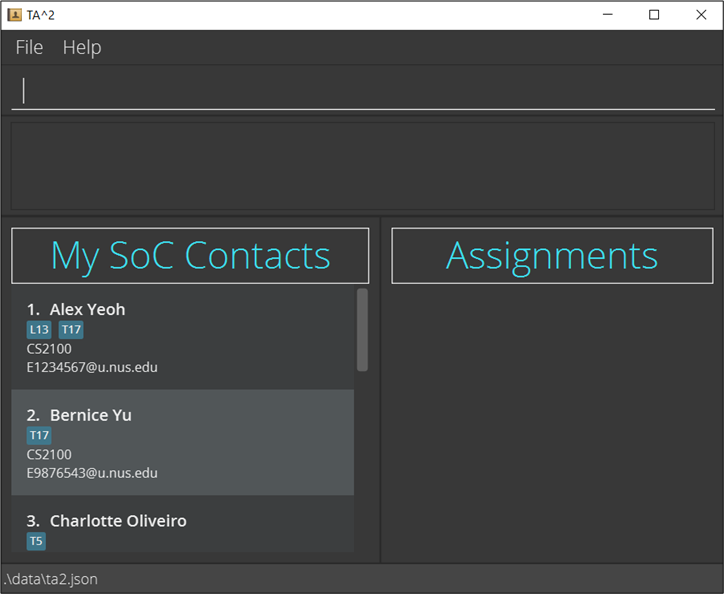 TA^2
File Help
My SoC Contacts
1. Alex Yeoh
L13 T17
CS2100
E1234567@u.nus.edu
2. Bernice Yu
T17
CS2100
E9876543@u.nus.edu
3. Charlotte Oliveiro
T5
Assignments
.\data\ta2.json